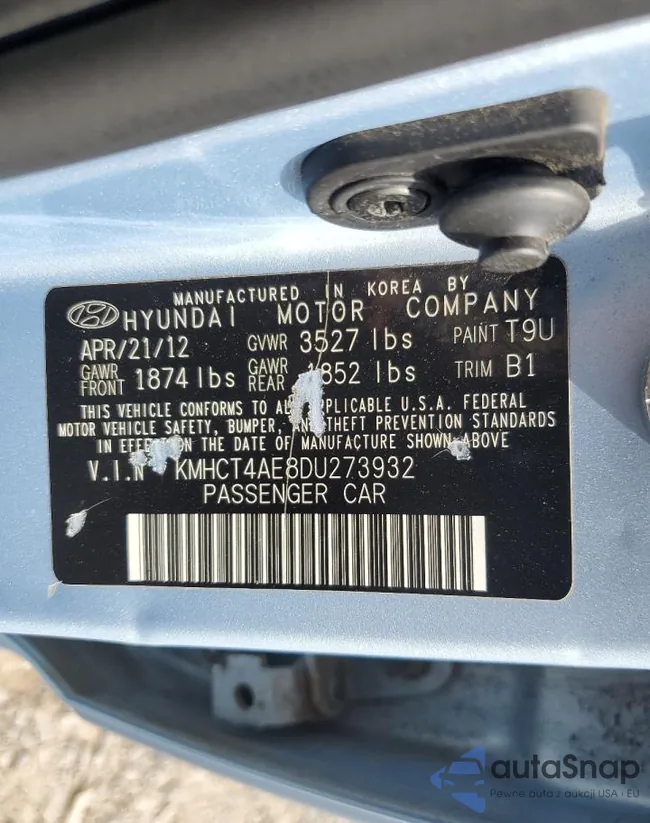 MANUFACTURED IN KOREA BY
HYUNDAI MOTOR COMPANY
APR/21/12 GVWR 3527 lbs PAINT T9U
GAWR FRONT 1874 lbs GAWR REAR 1852 lbs TRIM B1
THIS VEHICLE CONFORMS TO ALL APPLICABLE U.S.A. FEDERAL
MOTOR VEHICLE SAFETY, BUMPER, AND THEFT PREVENTION STANDARDS
IN EFFECT ON THE DATE OF MANUFACTURE SHOWN ABOVE
V.I.N KMHCT4AE8DU273932
PASSENGER CAR
autaSnap
Pewne auta z aukcji USA i EU